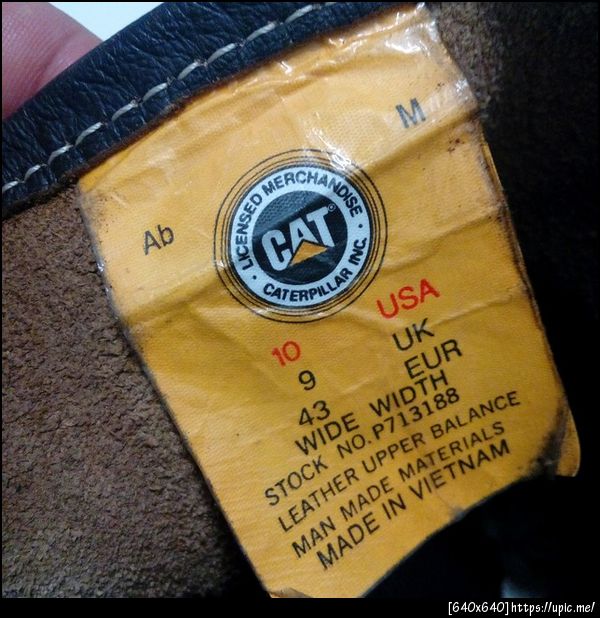 M
Ab
LICENSED MERCHANDISE
CAT®
CATERPILLAR INC.
10 USA
9 UK
43 EUR
WIDE WIDTH
STOCK NO.P713188
LEATHER UPPER BALANCE
MAN MADE MATERIALS
MADE IN VIETNAM
[640x640]https://upic.me/